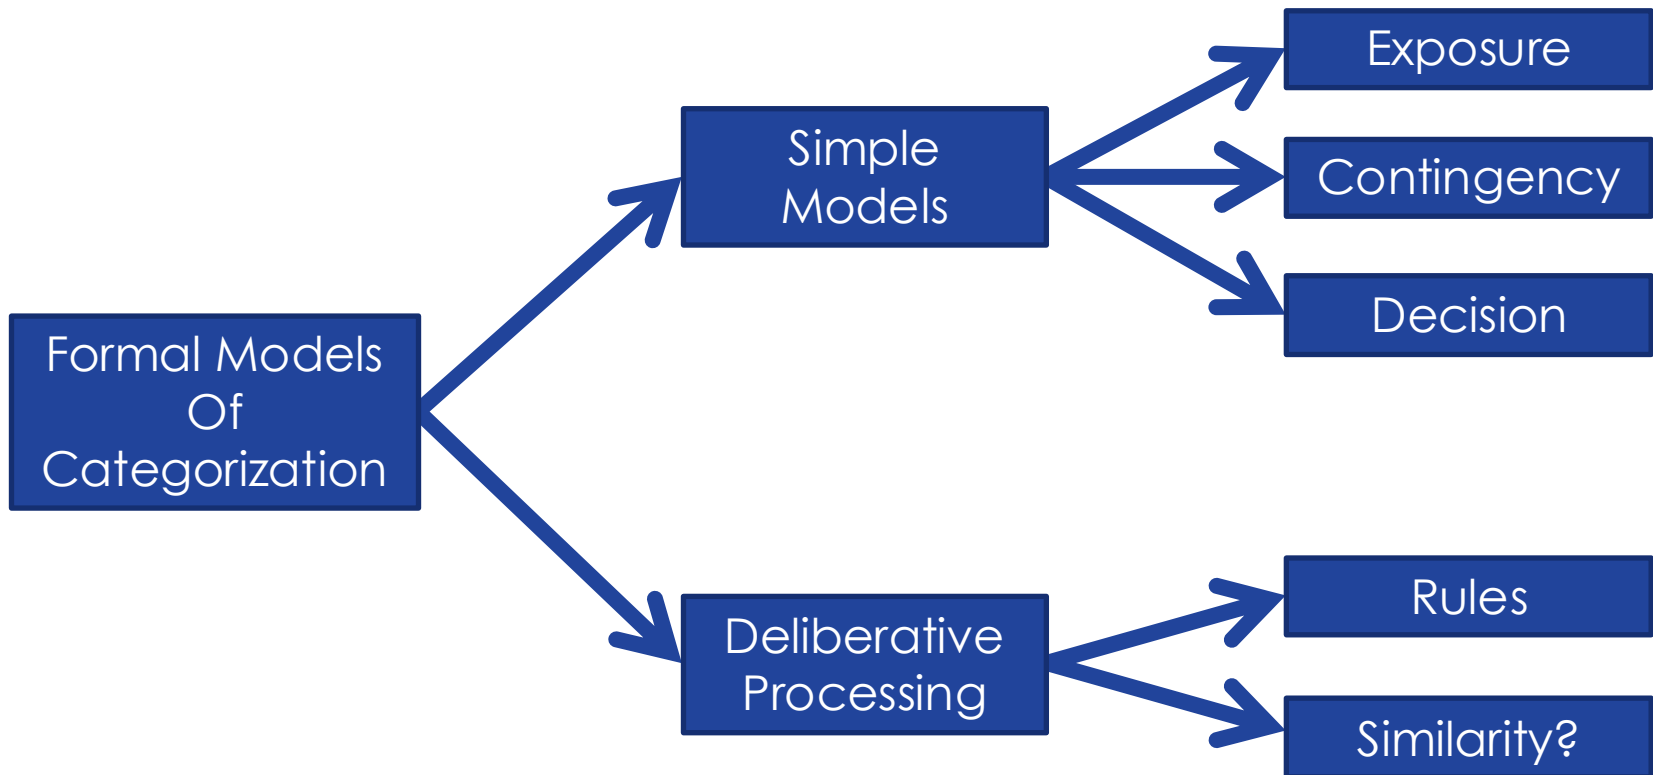 Formal Models
Of
Categorization
Simple
Models
Exposure
Contingency
Decision
Deliberative
Processing
Rules
Similarity?